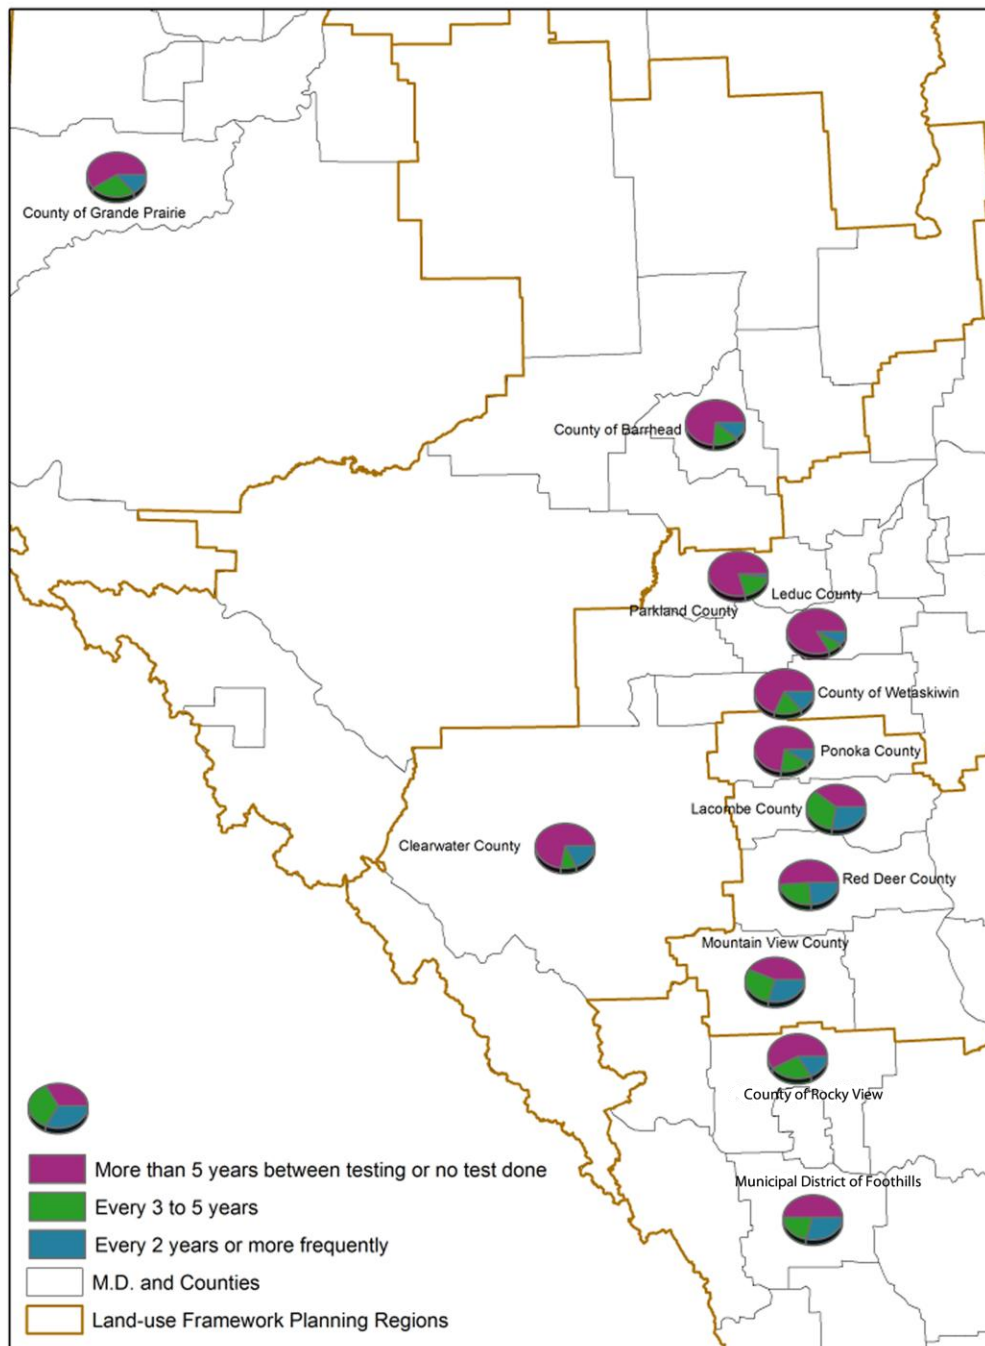 County of Grande Prairie
County of Barrhead
Leduc County
Parkland County
County of Wetaskiwin
Ponoka County
Lacombe County
Clearwater County
Red Deer County
Mountain View County
County of Rocky View
Municipal District of Foothills
More than 5 years between testing or no test done
Every 3 to 5 years
Every 2 years or more frequently
M.D. and Counties
Land-use Framework Planning Regions